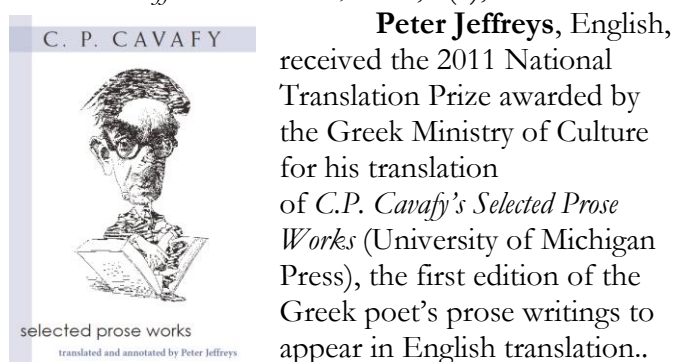 C. P. CAVAFY
selected prose works
translated and annotated by Peter Jeffreys
Peter Jeffreys, English,
received the 2011 National
Translation Prize awarded by
the Greek Ministry of Culture
for his translation
of C.P. Cavafy's Selected Prose
Works (University of Michigan
Press), the first edition of the
Greek poet's prose writings to
appear in English translation..